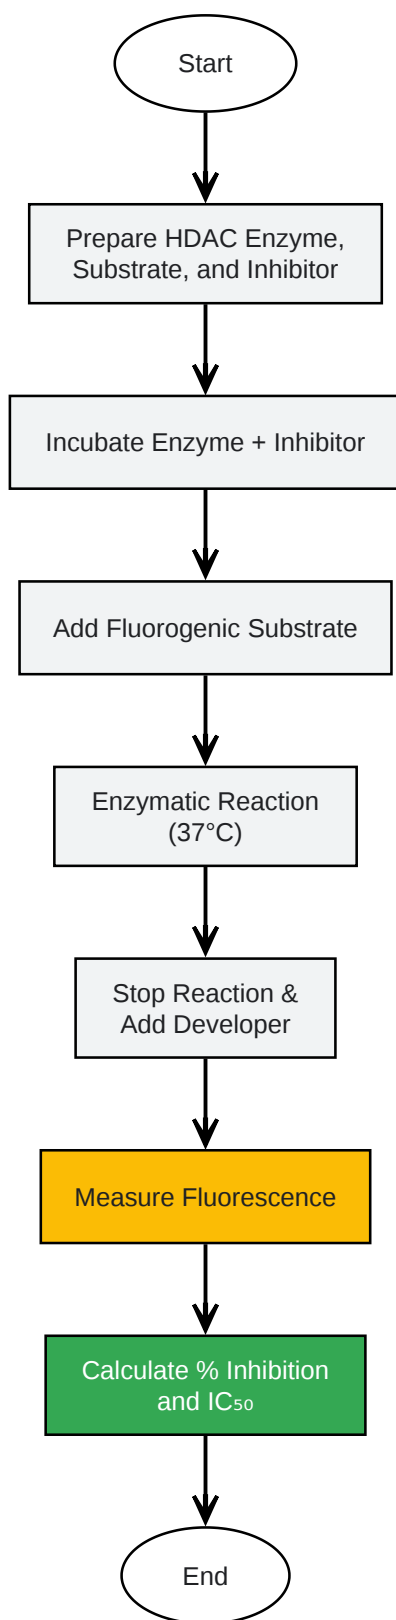 Start
Prepare HDAC Enzyme,
Substrate, and Inhibitor
Incubate Enzyme + Inhibitor
Add Fluorogenic Substrate
Enzymatic Reaction
(37°C)
Stop Reaction &
Add Developer
Measure Fluorescence
Calculate % Inhibition
and IC₅₀
End